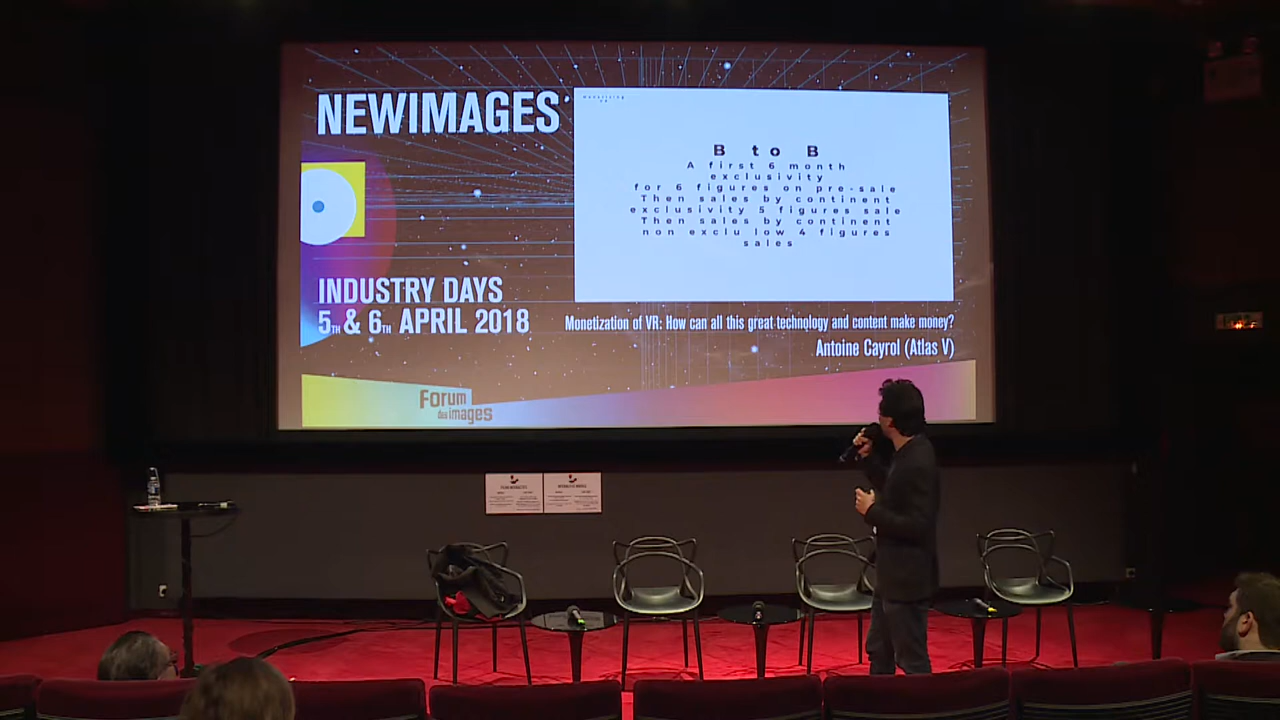 NEWIMAGES
monetizing
VR
B to B
A first 6 month
exclusivity
for 6 figures on pre-sale
Then sales by continent
exclusivity 5 figures sale
Then sales by continent
non exclu low 4 figures
sales
INDUSTRY DAYS
5TH & 6TH APRIL 2018
Monetization of VR: How can all this great technology and content make money?
Antoine Cayrol (Atlas V)
Forum
des images